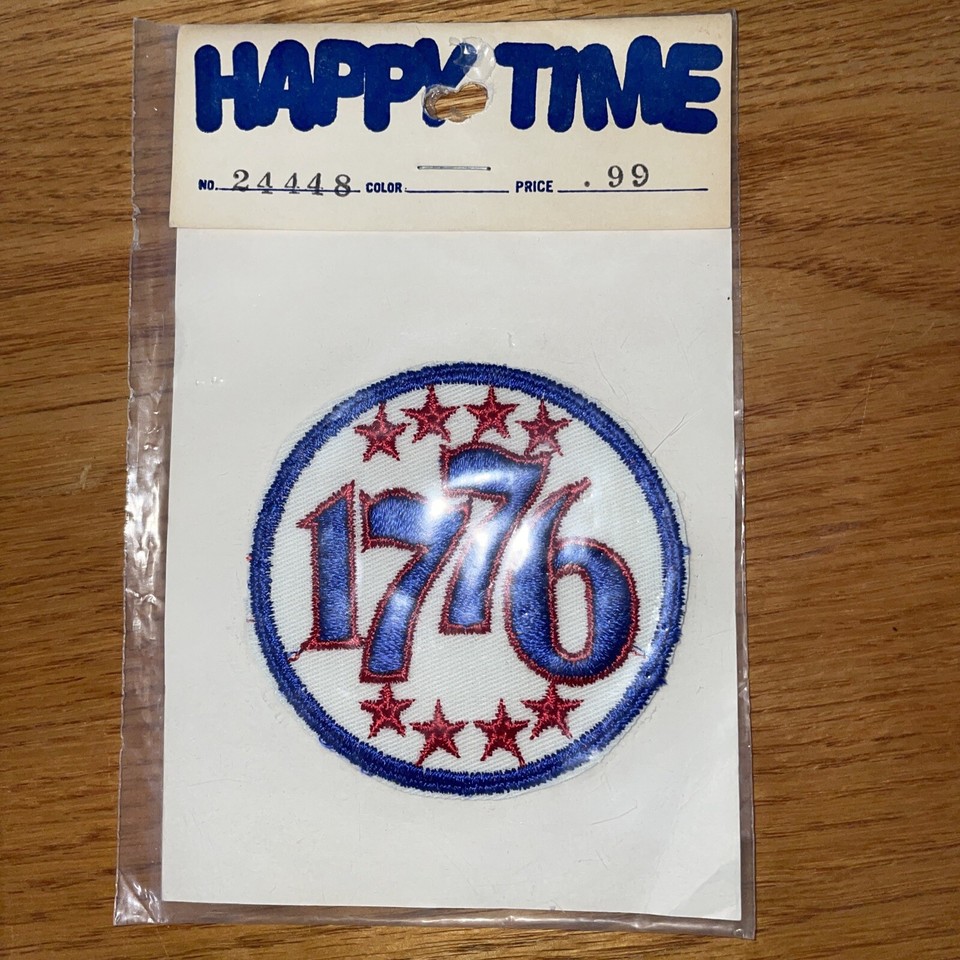 HAPPY TIME
NO. 24448 COLOR PRICE .99
1776